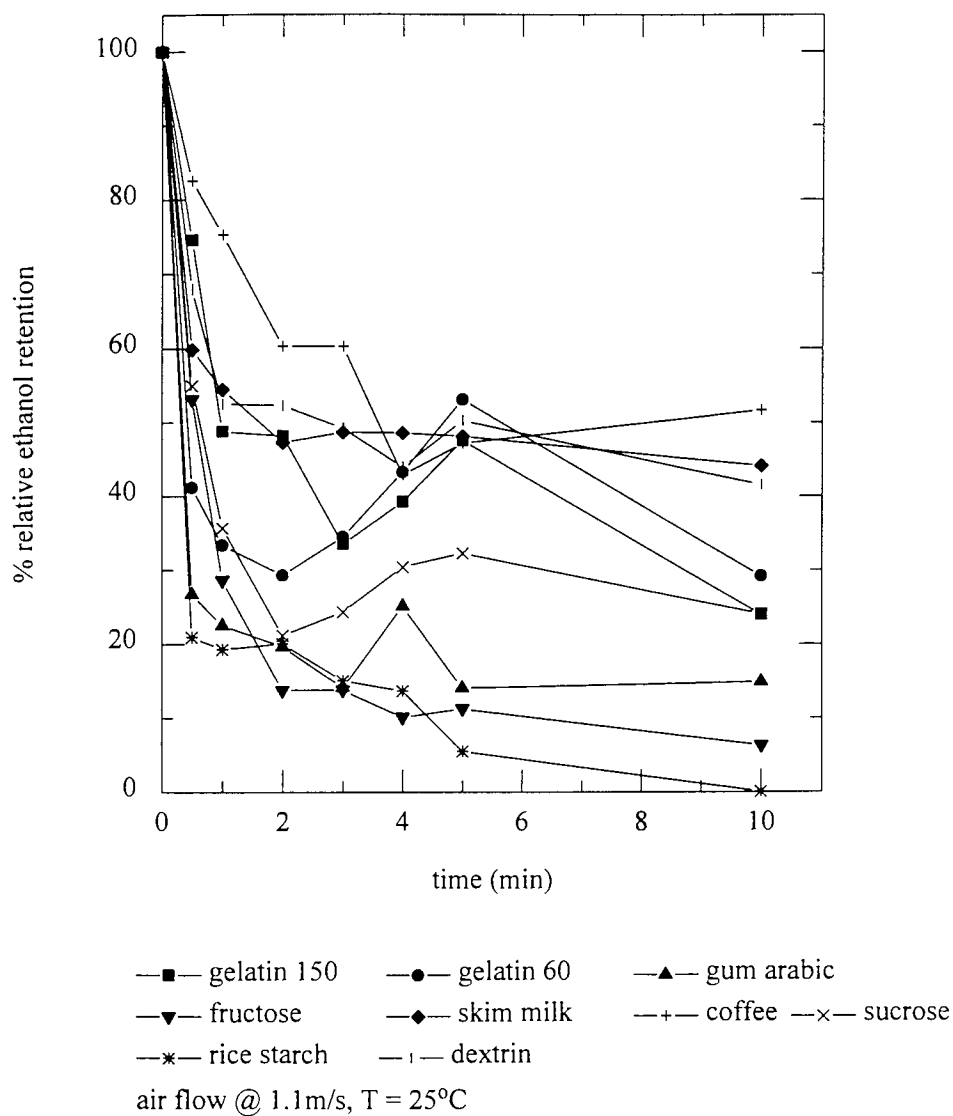 100
80
60
40
20
0
% relative ethanol retention
0 2 4 6 8 10
time (min)
gelatin 150 gelatin 60 gum arabic
fructose skim milk coffee sucrose
rice starch dextrin
air flow @ 1.1m/s, T = 25°C